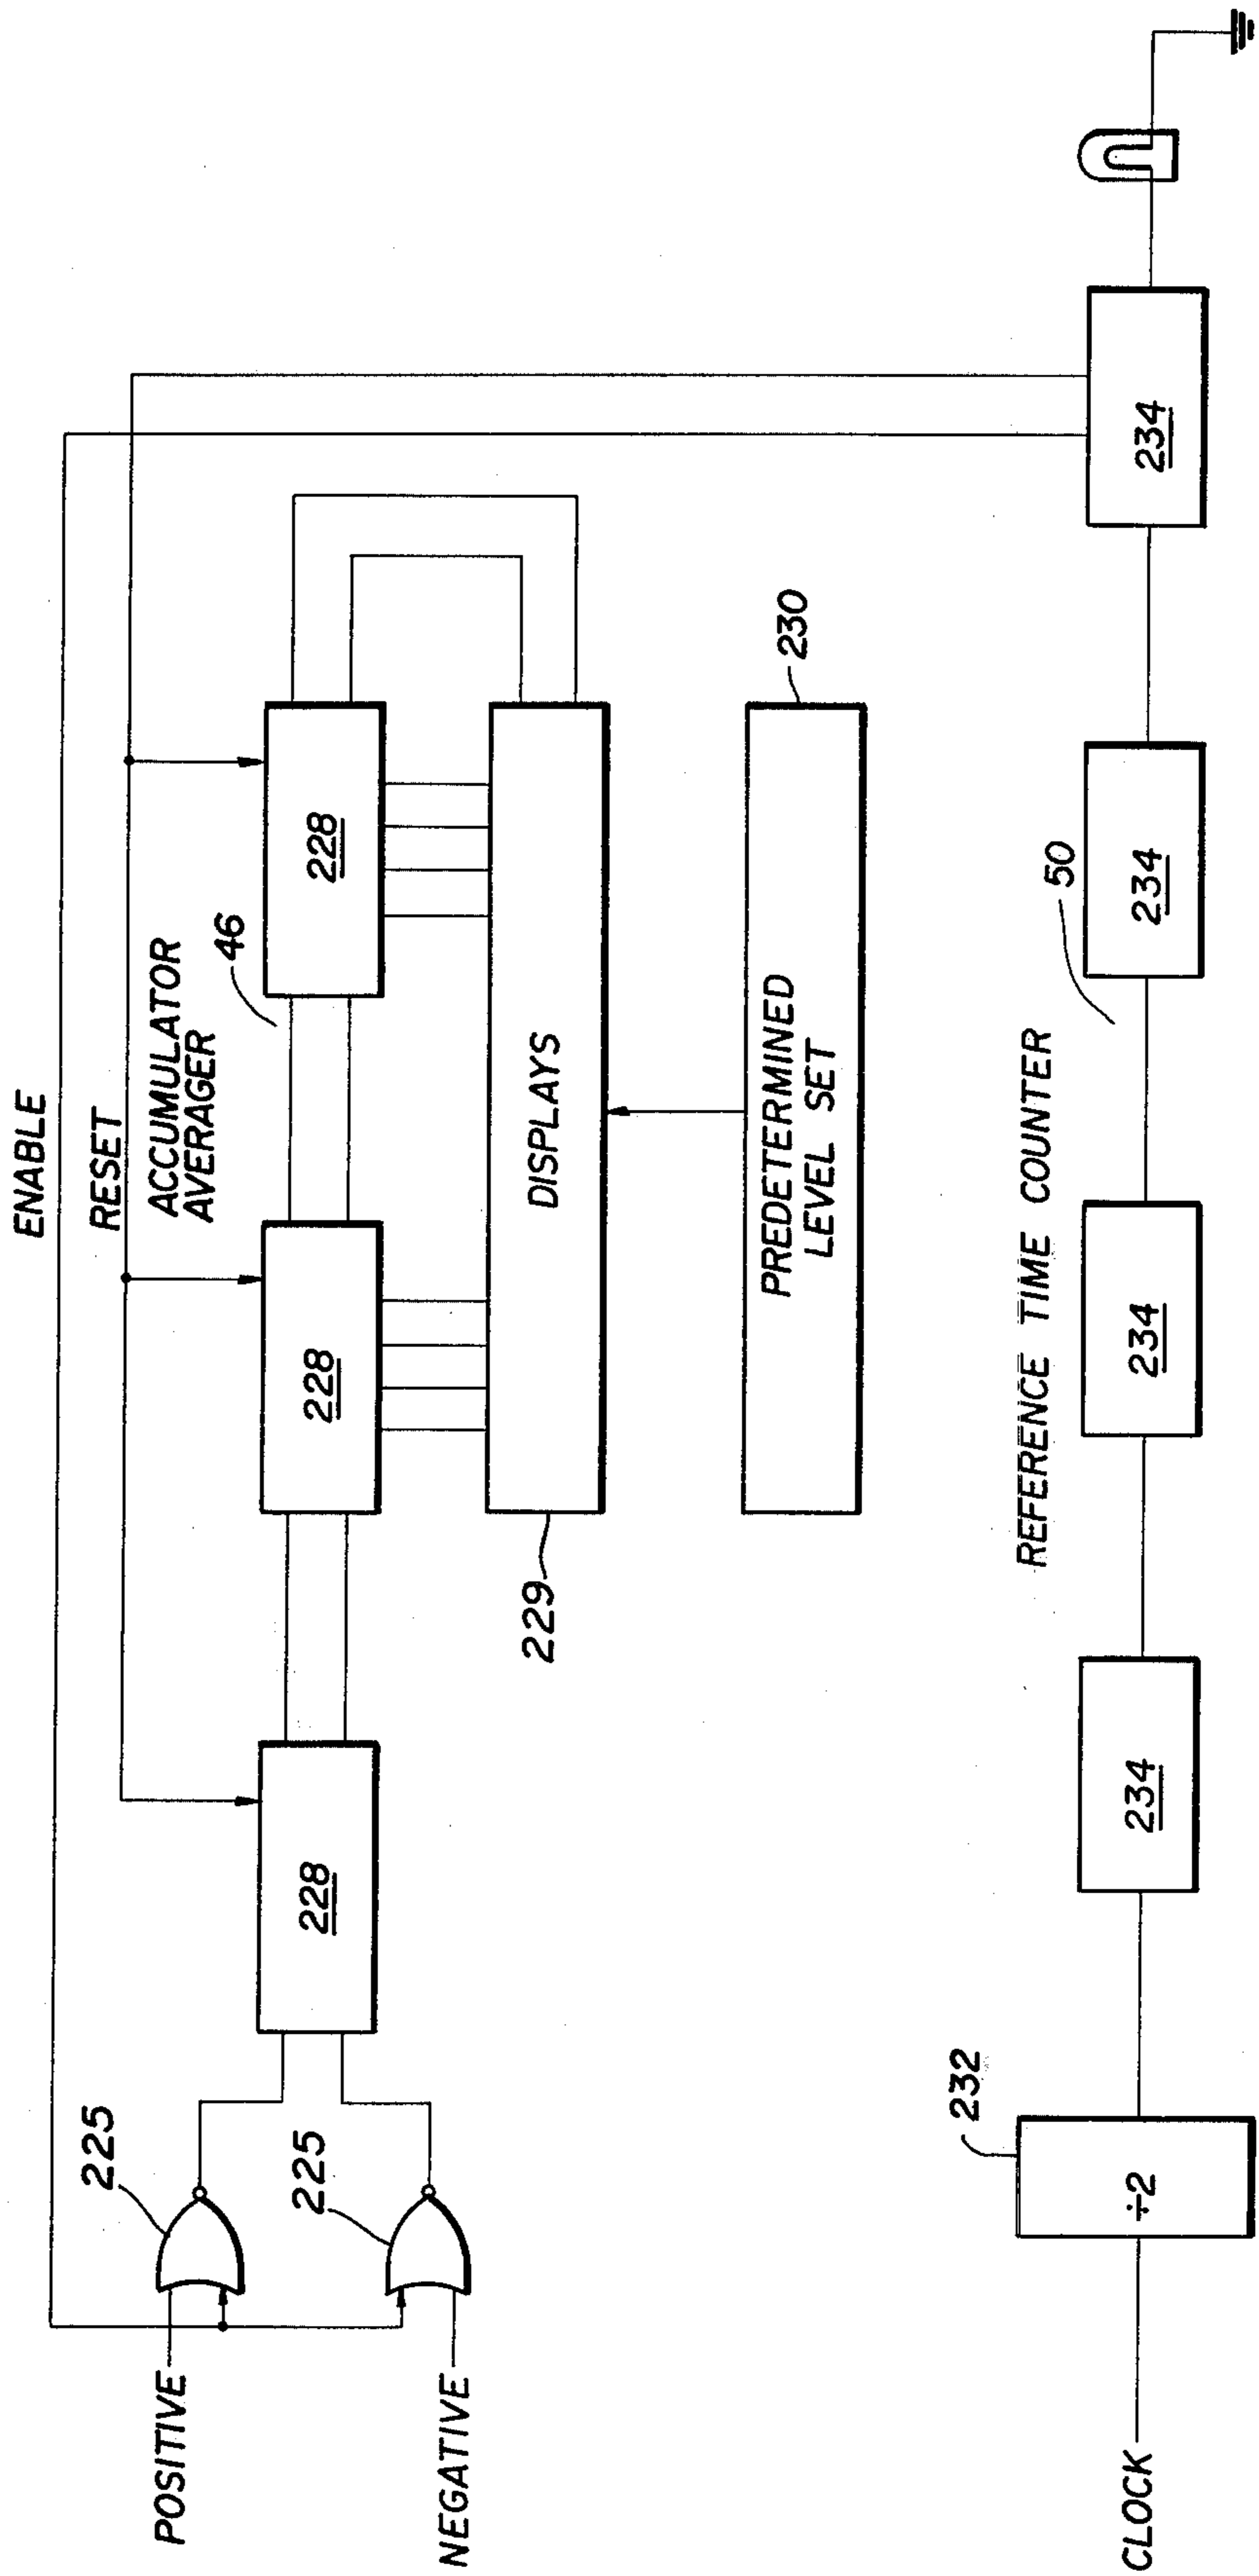 ENABLE
RESET
ACCUMULATOR
AVERAGER
46
225
POSITIVE
225
NEGATIVE
228
228
228
229
DISPLAYS
PREDETERMINED
LEVEL SET
230
REFERENCE TIME COUNTER
50
232
CLOCK
÷2
234
234
234
234